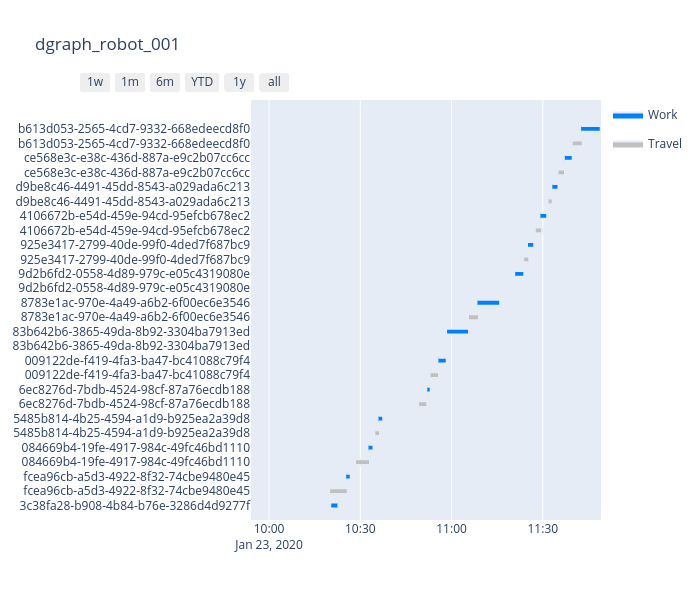 dgraph_robot_001
1w 1m 6m YTD 1y all
Work
Travel
b613d053-2565-4cd7-9332-668edeecd8f0
b613d053-2565-4cd7-9332-668edeecd8f0
ce568e3c-e38c-436d-887a-e9c2b07cc6cc
ce568e3c-e38c-436d-887a-e9c2b07cc6cc
d9be8c46-4491-45dd-8543-a029ada6c213
d9be8c46-4491-45dd-8543-a029ada6c213
4106672b-e54d-459e-94cd-95efcb678ec2
4106672b-e54d-459e-94cd-95efcb678ec2
925e3417-2799-40de-99f0-4ded7f687bc9
925e3417-2799-40de-99f0-4ded7f687bc9
9d2b6fd2-0558-4d89-979c-e05c4319080e
9d2b6fd2-0558-4d89-979c-e05c4319080e
8783e1ac-970e-4a49-a6b2-6f00ec6e3546
8783e1ac-970e-4a49-a6b2-6f00ec6e3546
83b642b6-3865-49da-8b92-3304ba7913ed
83b642b6-3865-49da-8b92-3304ba7913ed
009122de-f419-4fa3-ba47-bc41088c79f4
009122de-f419-4fa3-ba47-bc41088c79f4
6ec8276d-7bdb-4524-98cf-87a76ecdb188
6ec8276d-7bdb-4524-98cf-87a76ecdb188
5485b814-4b25-4594-a1d9-b925ea2a39d8
5485b814-4b25-4594-a1d9-b925ea2a39d8
084669b4-19fe-4917-984c-49fc46bd1110
084669b4-19fe-4917-984c-49fc46bd1110
fcea96cb-a5d3-4922-8f32-74cbe9480e45
fcea96cb-a5d3-4922-8f32-74cbe9480e45
3c38fa28-b908-4b84-b76e-3286d4d9277f
10:00 10:30 11:00 11:30
Jan 23, 2020